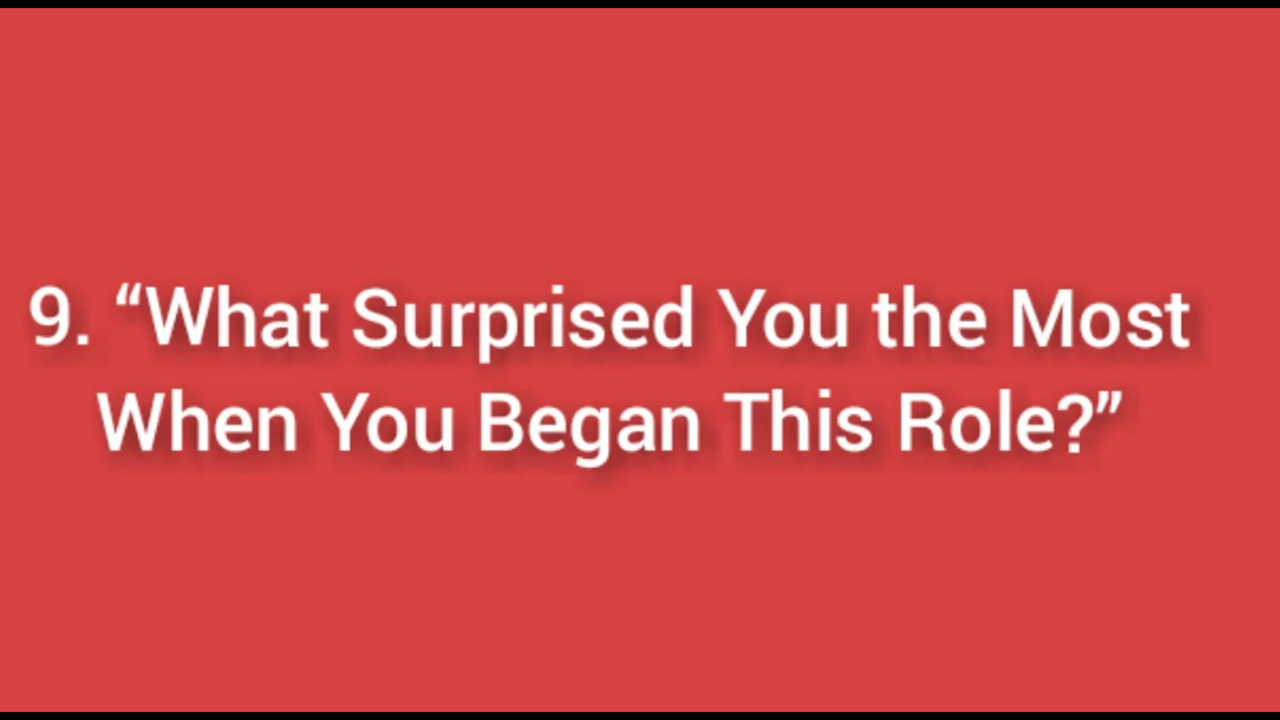 9. “What Surprised You the Most
When You Began This Role?”